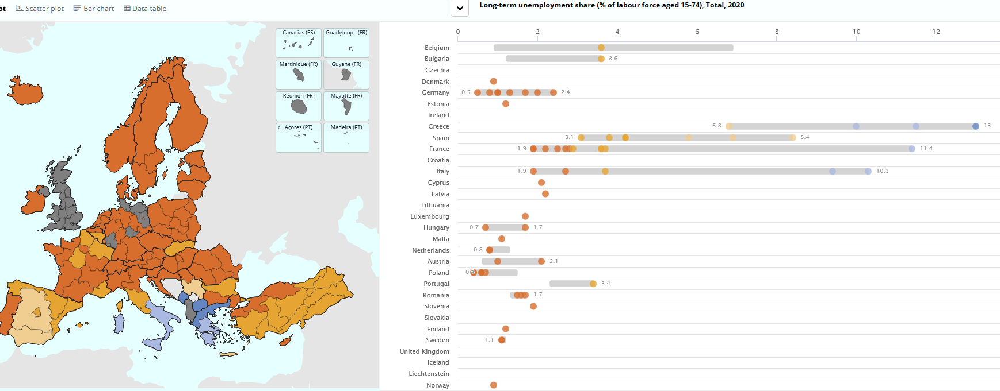 ot Scatter plot Bar chart Data table
Long-term unemployment share (% of labour force aged 15-74), Total, 2020
Canarias (ES) Guadeloupe (FR)
Martinique (FR) Guyane (FR)
Réunion (FR) Mayotte (FR)
Açores (PT) Madeira (PT)
0 2 4 6 8 10 12
Belgium
Bulgaria 3.6
Czechia
Denmark
Germany 0.5 2.4
Estonia
Ireland
Greece 6.8 13
Spain 3.1 8.4
France 1.9 11.4
Croatia
Italy 1.9 10.3
Cyprus
Latvia
Lithuania
Luxembourg
Hungary 0.7 1.7
Malta
Netherlands 0.8
Austria 2.1
Poland
Portugal 3.4
Romania 1.7
Slovenia
Slovakia
Finland
Sweden 1.1
United Kingdom
Iceland
Liechtenstein
Norway